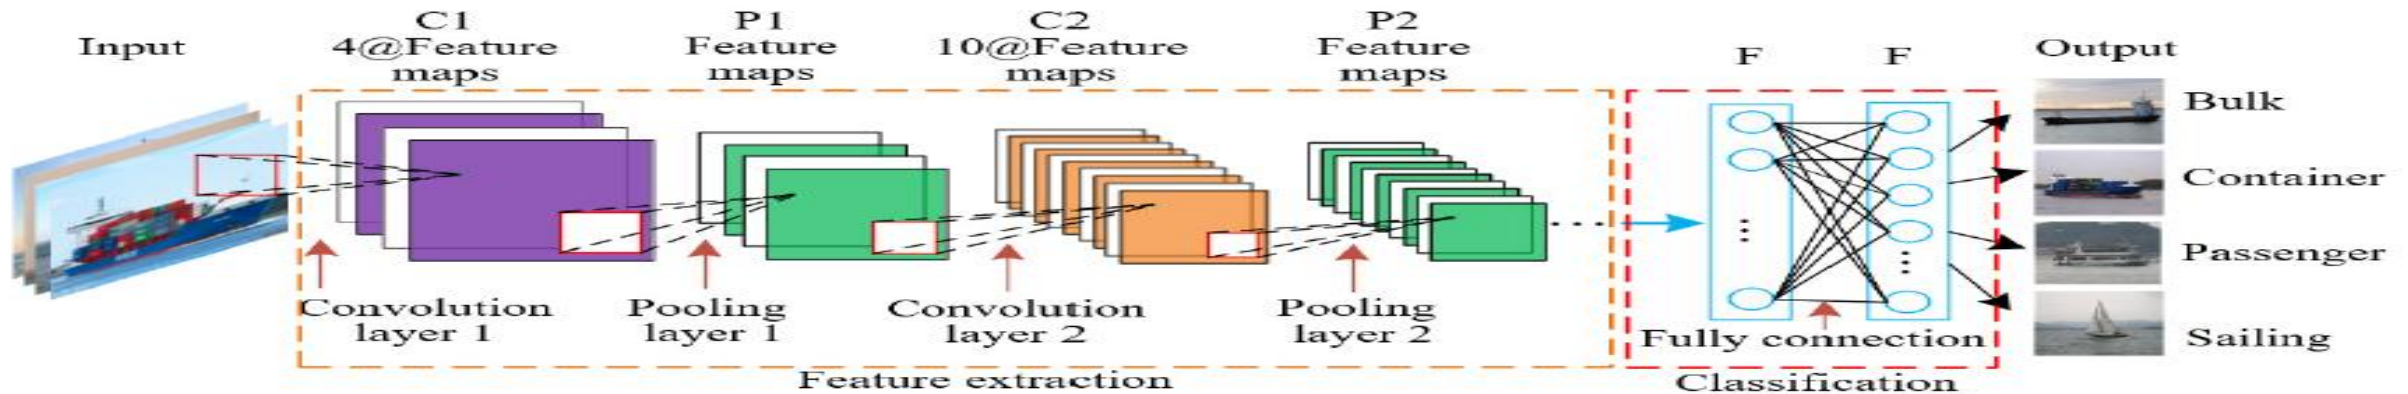 Input
C1
4@Feature
maps
P1
Feature
maps
C2
10@Feature
maps
P2
Feature
maps
F
F
Output
Bulk
Container
Passenger
Sailing
Convolution
layer 1
Pooling
layer 1
Convolution
layer 2
Pooling
layer 2
Fully connection
Feature extraction
Classification